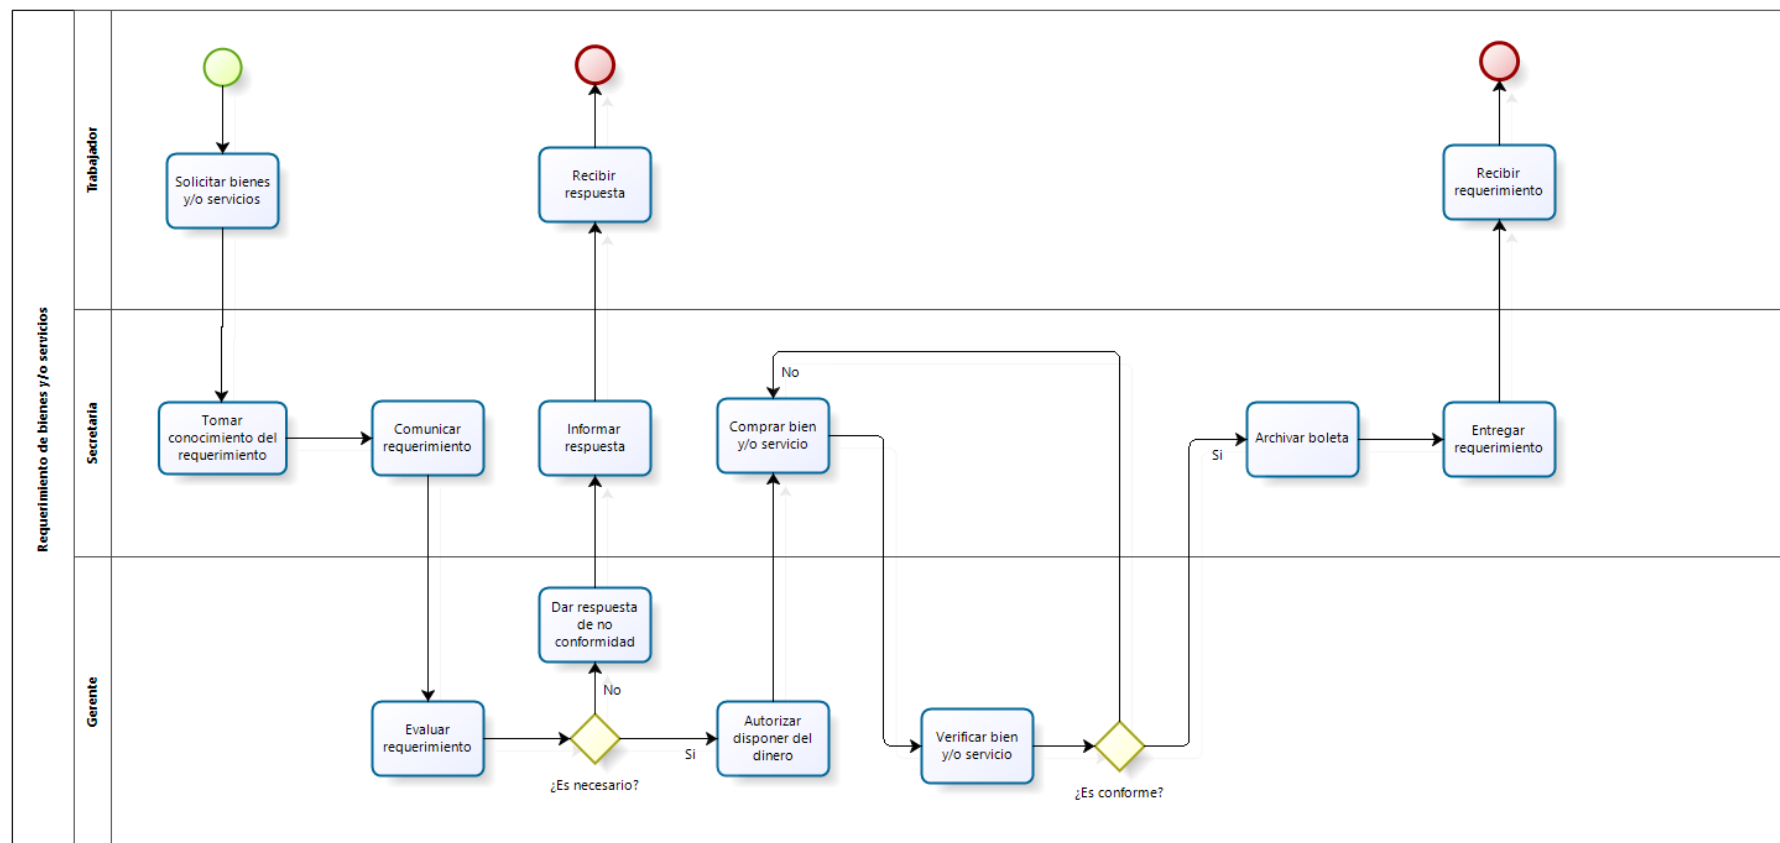 Requerimiento de bienes y/o servicios
Trabajador
Solicitar bienes
y/o servicios
Recibir
respuesta
Recibir
requerimiento
Secretaria
Tomar
conocimiento del
requerimiento
Comunicar
requerimiento
Informar
respuesta
No
Comprar bien
y/o servicio
Si
Archivar boleta
Entregar
requerimiento
Gerente
Evaluar
requerimiento
Dar respuesta
de no
conformidad
No
¿Es necesario?
Si
Autorizar
disponer del
dinero
Verificar bien
y/o servicio
¿Es conforme?